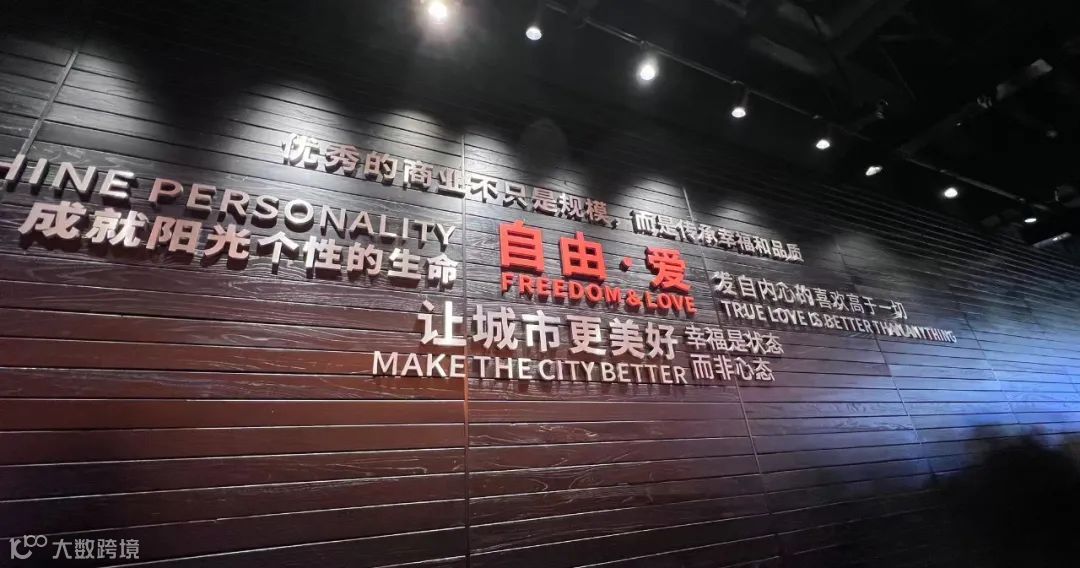 优秀的商业不只是规模，而是传承幸福和品质
HINE PERSONALITY
成就阳光个性的生命
自由·爱
FREEDOM & LOVE
发自内心的喜欢高于一切
TRUE LOVE IS BETTER THAN ANYTHING
让城市更美好
MAKE THE CITY BETTER
幸福是状态
而非心态
大数跨境